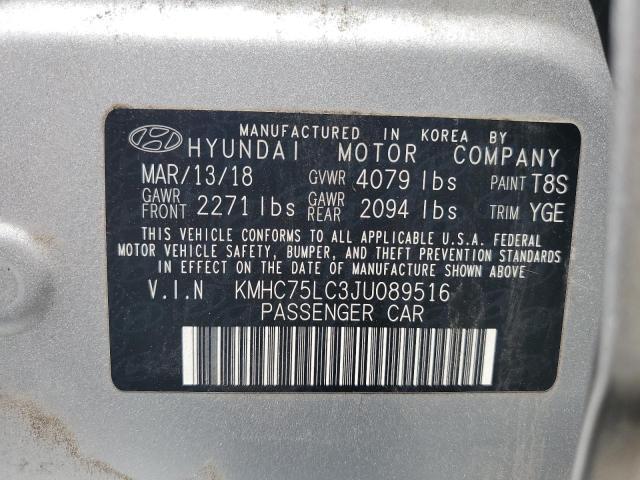 MANUFACTURED IN KOREA BY
HYUNDAI MOTOR COMPANY
MAR/13/18 GVWR 4079 lbs PAINT T8S
GAWR FRONT 2271 lbs GAWR REAR 2094 lbs TRIM YGE
THIS VEHICLE CONFORMS TO ALL APPLICABLE U.S.A. FEDERAL
MOTOR VEHICLE SAFETY, BUMPER, AND THEFT PREVENTION STANDARDS
IN EFFECT ON THE DATE OF MANUFACTURE SHOWN ABOVE.
V.I.N KMHC75LC3JU089516
PASSENGER CAR